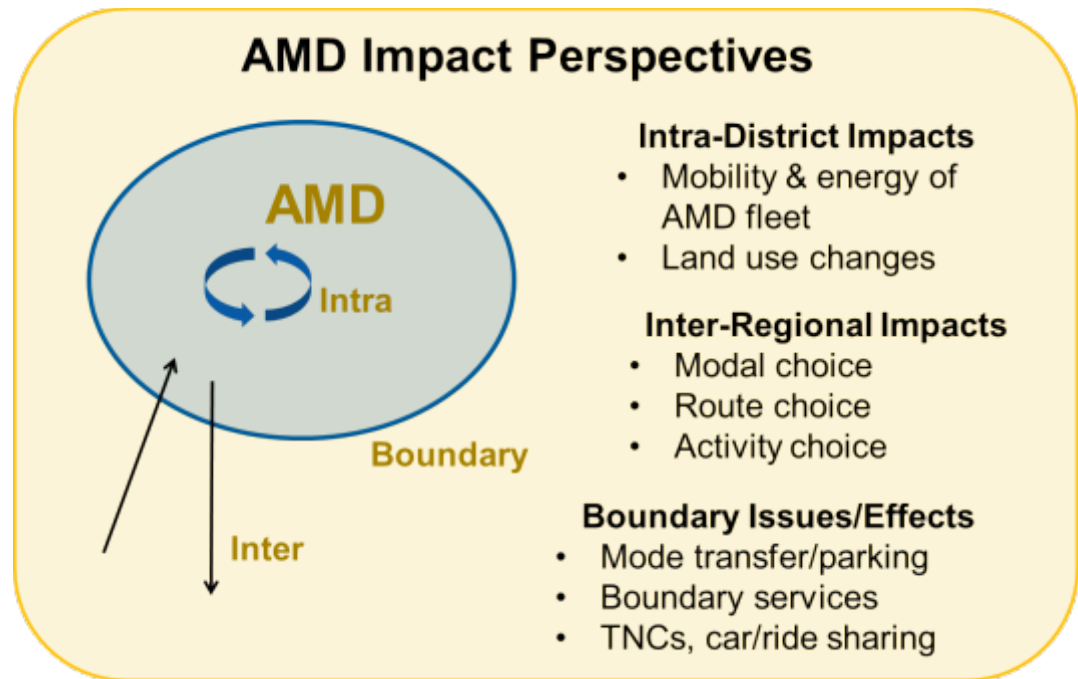 AMD Impact Perspectives
AMD
Intra
Boundary
Inter
Intra-District Impacts
• Mobility & energy of
AMD fleet
• Land use changes
Inter-Regional Impacts
• Modal choice
• Route choice
• Activity choice
Boundary Issues/Effects
• Mode transfer/parking
• Boundary services
• TNCs, car/ride sharing